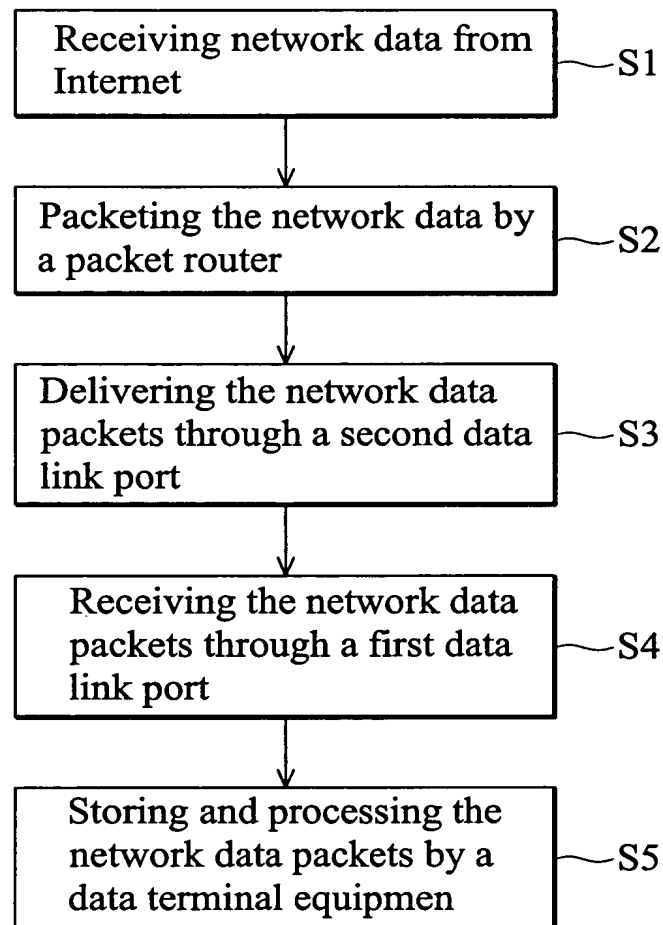 Receiving network data from
Internet
S1
Packeting the network data by
a packet router
S2
Delivering the network data
packets through a second data
link port
S3
Receiving the network data
packets through a first data
link port
S4
Storing and processing the
network data packets by a
data terminal equipmen
S5